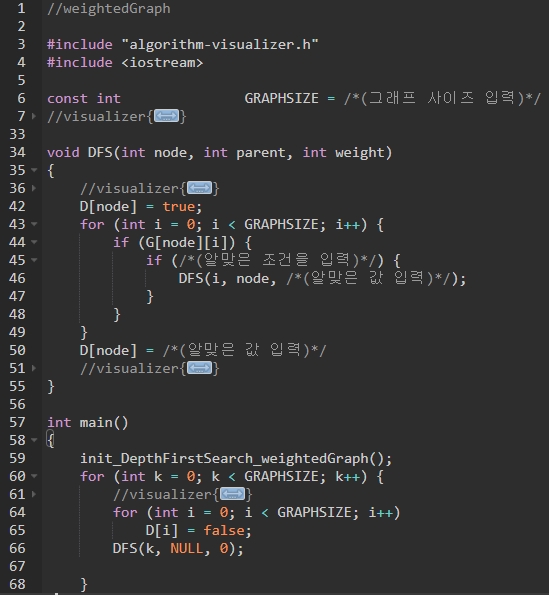 1 //weightedGraph
2
3 #include "algorithm-visualizer.h"
4 #include <iostream>
5
6 const int GRAPHSIZE = /*(그래프 사이즈 입력)*/
7 //visualizer{}
33
34 void DFS(int node, int parent, int weight)
35 {
36 //visualizer{}
42 D[node] = true;
43 for (int i = 0; i < GRAPHSIZE; i++) {
44 if (G[node][i]) {
45 if (/*(알맞은 조건을 입력)*/) {
46 DFS(i, node, /*(알맞은 값 입력)*/);
47 }
48 }
49 }
50 D[node] = /*(알맞은 값 입력)*/
51 //visualizer{}
55 }
56
57 int main()
58 {
59 init_DepthFirstSearch_weightedGraph();
60 for (int k = 0; k < GRAPHSIZE; k++) {
61 //visualizer{}
64 for (int i = 0; i < GRAPHSIZE; i++)
65 D[i] = false;
66 DFS(k, NULL, 0);
67
68 }